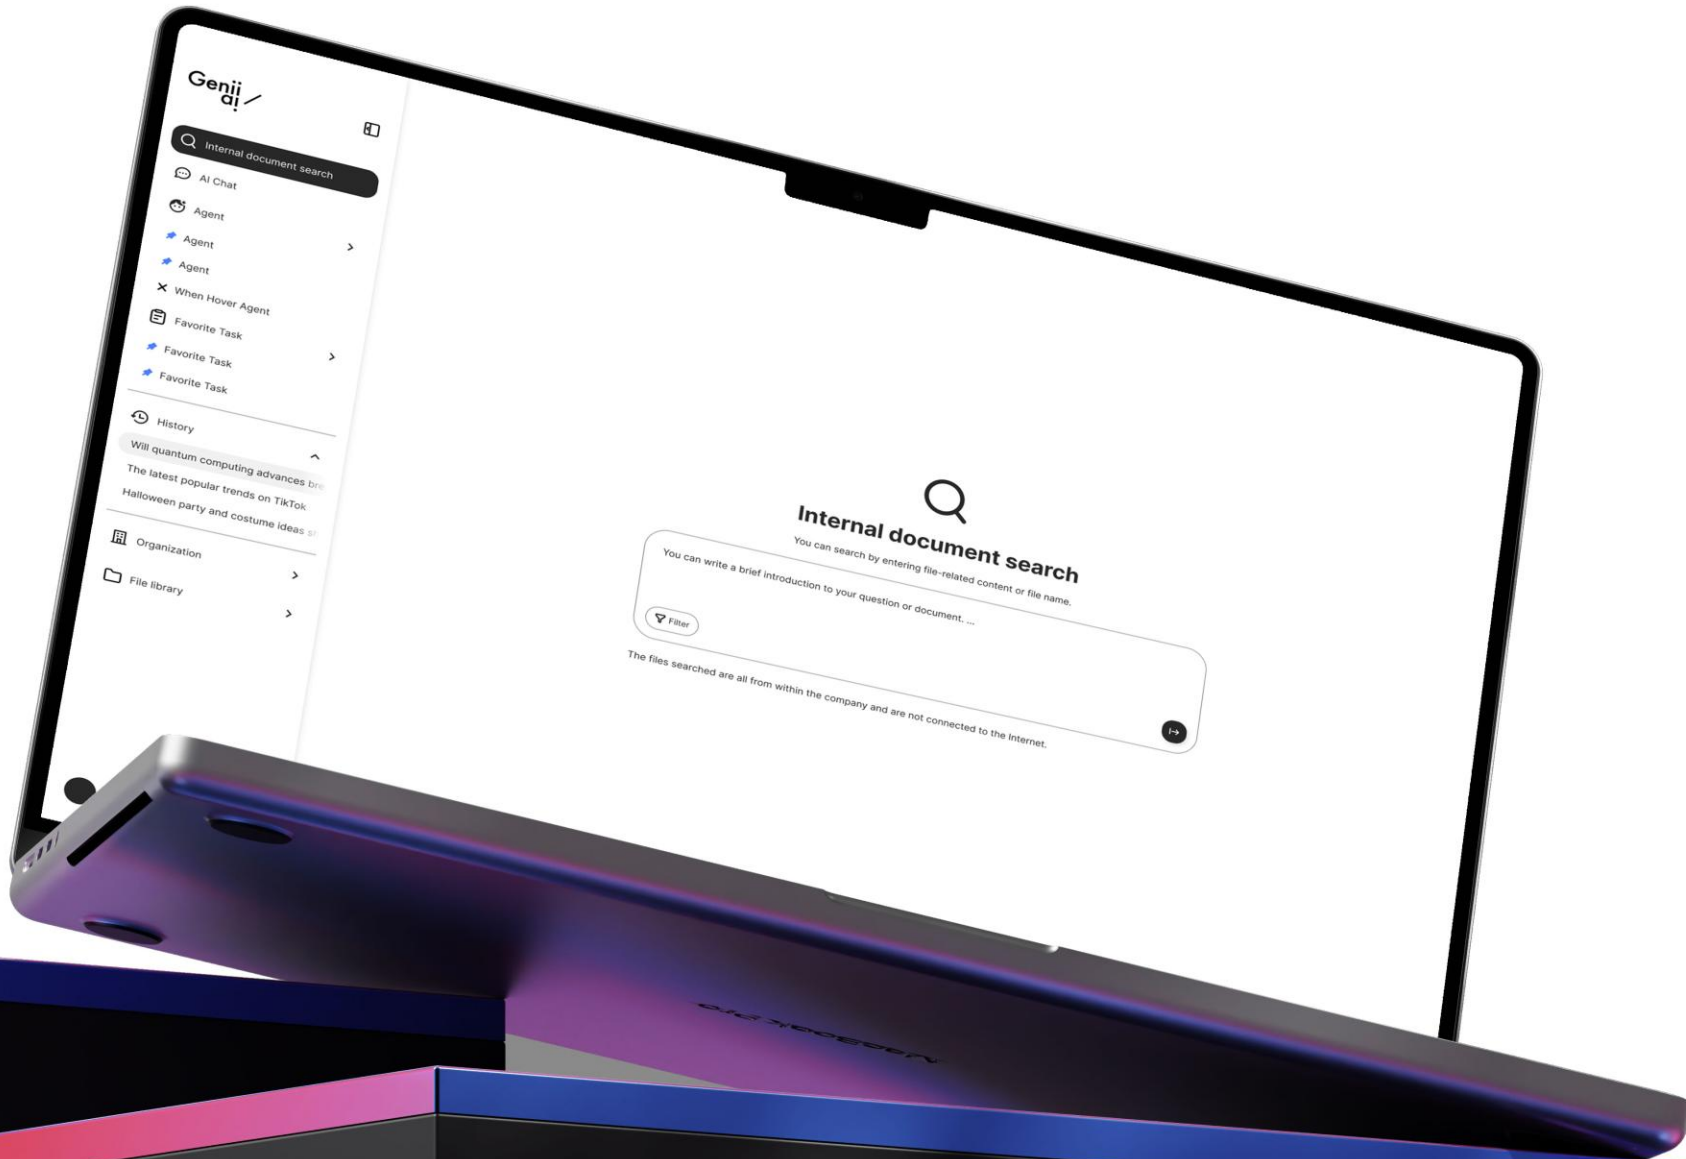 Genii
ai
Internal document search
AI Chat
Agent
Agent
Agent
When Hover Agent
Favorite Task
Favorite Task
Favorite Task
History
Will quantum computing advances bre
The latest popular trends on TikTok
Halloween party and costume ideas s
Organization
File library
Internal document search
You can search by entering file-related content or file name.
You can write a brief introduction to your question or document. ...
Filter
The files searched are all from within the company and are not connected to the Internet.
MacBook Pro